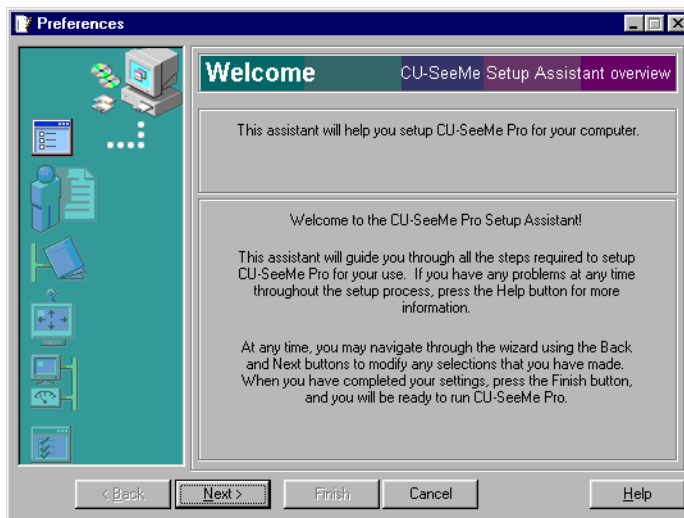 Preferences
Welcome CU-SeeMe Setup Assistant overview
This assistant will help you setup CU-SeeMe Pro for your computer.
Welcome to the CU-SeeMe Pro Setup Assistant!
This assistant will guide you through all the steps required to setup
CU-SeeMe Pro for your use. If you have any problems at any time
throughout the setup process, press the Help button for more
information.
At any time, you may navigate through the wizard using the Back
and Next buttons to modify any selections that you have made.
When you have completed your settings, press the Finish button,
and you will be ready to run CU-SeeMe Pro.
< Back Next > Finish Cancel Help